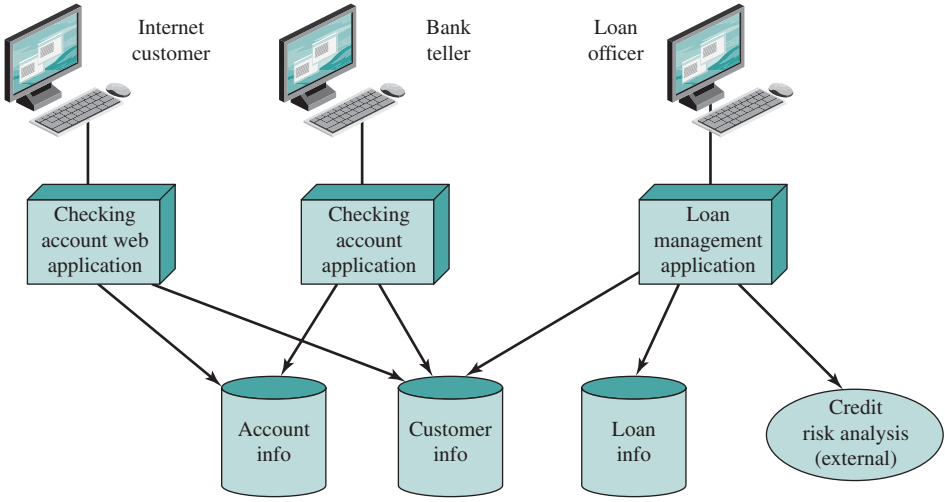 Internet
customer
Bank
teller
Loan
officer
Checking
account web
application
Checking
account
application
Loan
management
application
Account
info
Customer
info
Loan
info
Credit
risk analysis
(external)